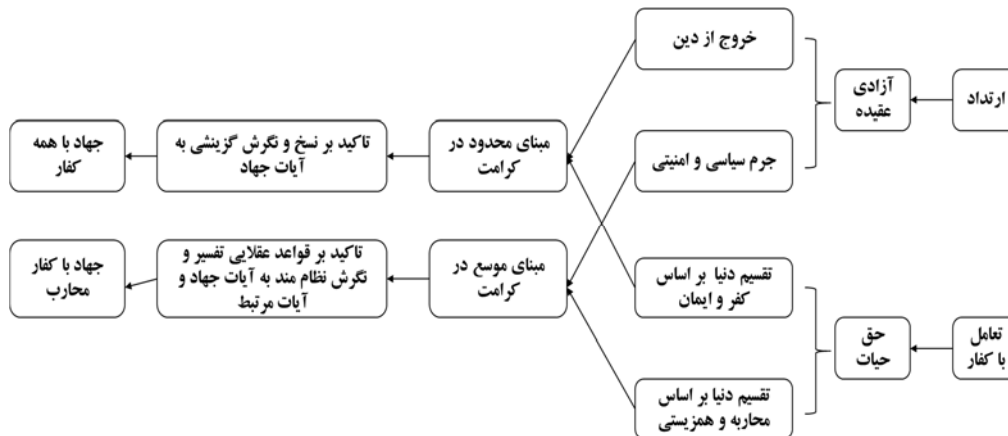 ارتداد
آزادی
عقیده
خروج از دین
جرم سیاسی و امنیتی
مبنای محدود در
کرامت
تاکید بر نسخ و نگرش گزینشی به
آیات جهاد
جهاد با همه
کفار
تعامل
با کفار
حق
حیات
تقسیم دنیا بر اساس
کفر و ایمان
تقسیم دنیا بر اساس
محاربه و همزیستی
مبنای موسع در
کرامت
تاکید بر قواعد عقلایی تفسیر و
نگرش نظام مند به آیات جهاد و
آیات مرتبط
جهاد با کفار
محارب